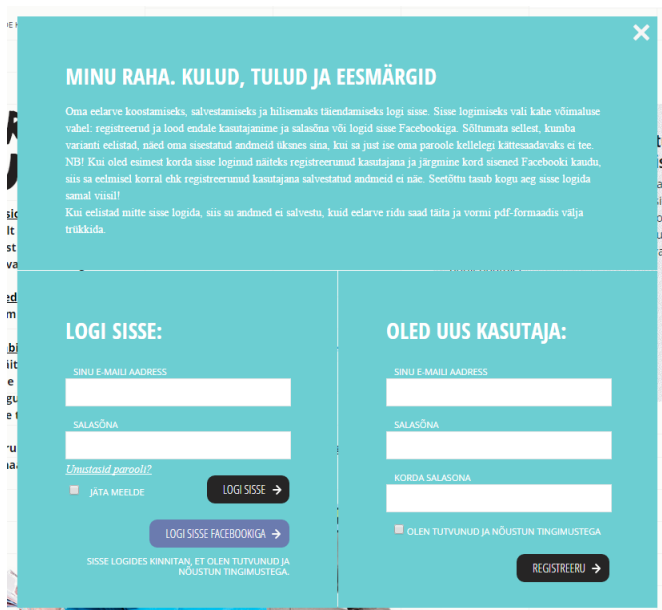 MINU RAHA. KULUD, TULUD JA EESMÄRGID
Oma eelarve koostamiseks, salvestamiseks ja hilisemaks täiendamiseks logi sisse. Sisse logimiseks vali kahe võimaluse
vahel: registreerud ja lood endale kasutajanime ja salasõna või logid sisse Facebookiga. Sõltumata sellest, kumba
varianti eelistad, näed oma sisestatud andmeid üksnes sina, kui sa just ise oma paroole kellelegi kättesaadavaks ei tee.
NB! Kui oled esimest korda sisse loginud näiteks registreerunud kasutajana ja järgmine kord sisened Facebooki kaudu,
siis sa eelmisel korral ehk registreerunud kasutajana salvestatud andmeid ei näe. Seetõttu tasub kogu aeg sisse logida
samal viisil!
Kui eelistad mitte sisse logida, siis su andmed ei salvestu, kuid eelarve ridu saad täita ja vormi pdf-formaadis välja
trükkida.
LOGI SISSE:
SINU E-MAILI AADRESS
SALASÕNA
Unustasid parooli?
JÄTA MEELDE
LOGI SISSE
LOGI SISSE FACEBOOKIGA
SISSE LOGIDES KINNITAN, ET OLEN TUTVUNUD JA
NÕUSTUN TINGIMUSTEGA.
OLED UUS KASUTAJA:
SINU E-MAILI AADRESS
SALASÕNA
KORDA SALASONA
OLEN TUTVUNUD JA NÕUSTUN TINGIMUSTEGA
REGISTREERU